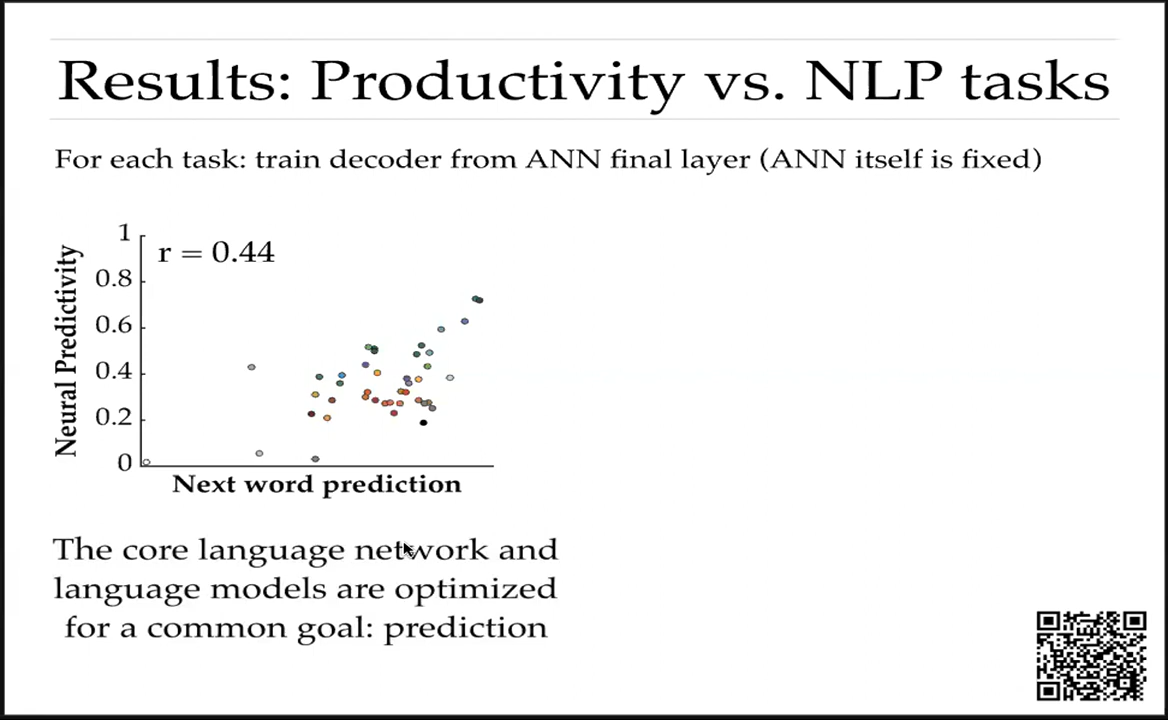 Results: Productivity vs. NLP tasks
For each task: train decoder from ANN final layer (ANN itself is fixed)
r = 0.44
Neural Predictivity
1
0.8
0.6
0.4
0.2
0
Next word prediction
The core language network and
language models are optimized
for a common goal: prediction